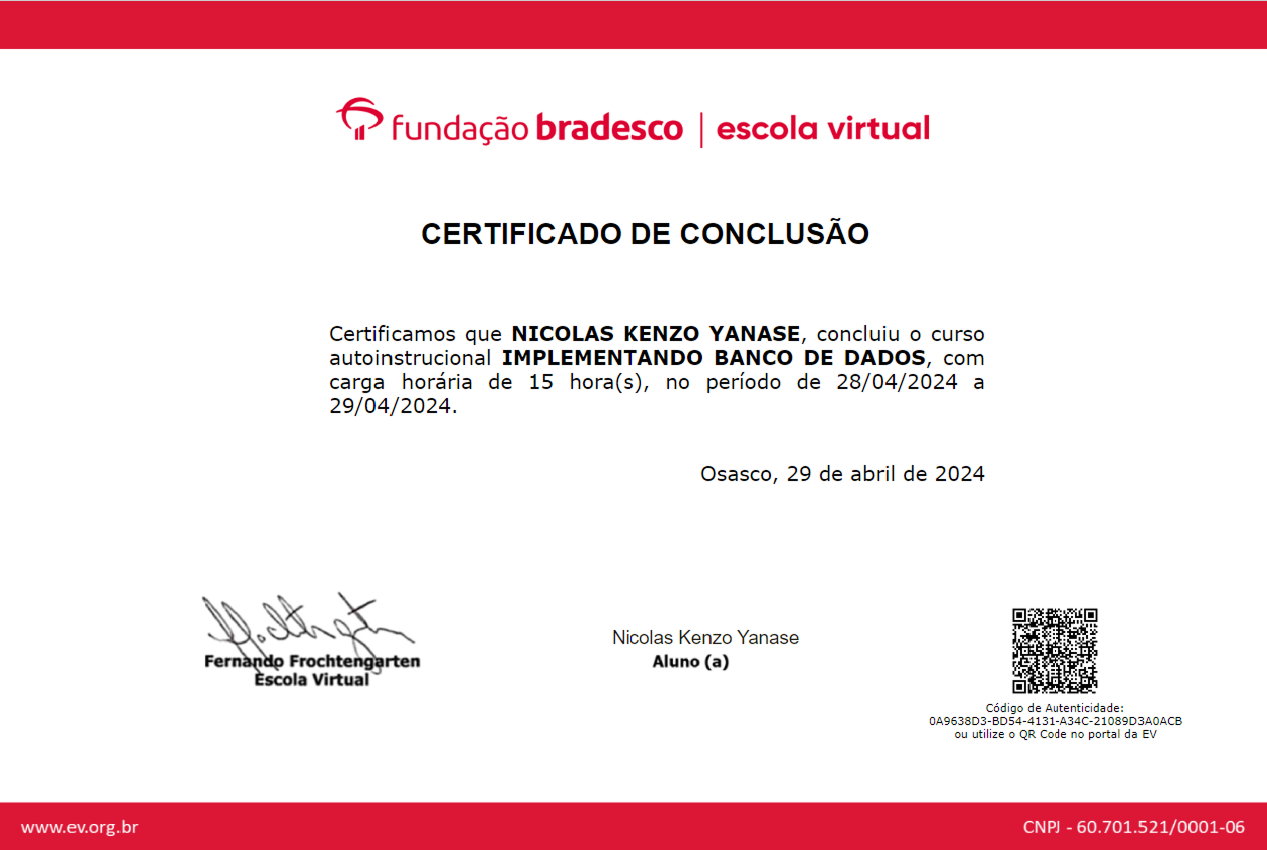 fundação bradesco | escola virtual
CERTIFICADO DE CONCLUSÃO
Certificamos que NICOLAS KENZO YANASE, concluiu o curso
autoinstrucional IMPLEMENTANDO BANCO DE DADOS, com
carga horária de 15 hora(s), no período de 28/04/2024 a
29/04/2024.
Osasco, 29 de abril de 2024
Fernando Frochtengarten
Escola Virtual
Nicolas Kenzo Yanase
Aluno (a)
Código de Autenticidade:
0A9638D3-BD54-4131-A34C-21089D3A0ACB
ou utilize o QR Code no portal da EV
www.ev.org.br
CNPJ - 60.701.521/0001-06